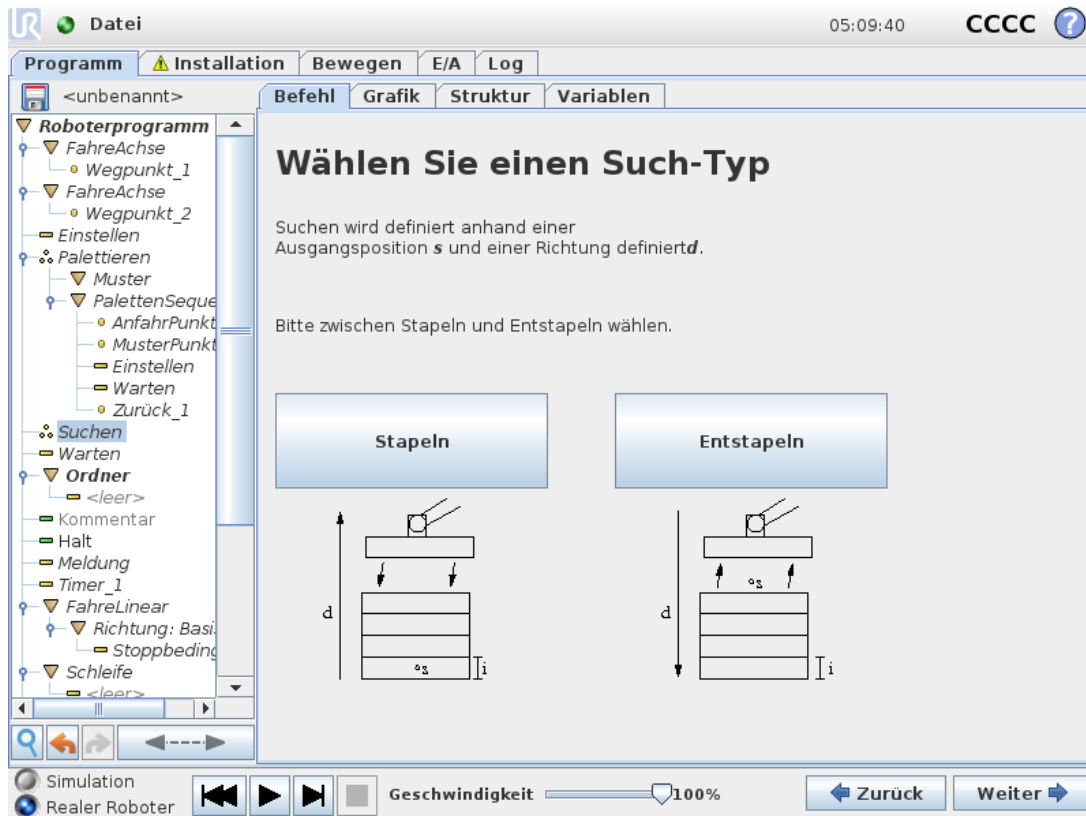 UR
Datei
05:09:40
CCCC
?
Programm
Installation
Bewegen
E/A
Log
<unbenannt>
Befehl
Grafik
Struktur
Variablen
Roboterprogramm
FahreAchse
Wegpunkt_1
FahreAchse
Wegpunkt_2
Einstellen
Palettieren
Muster
PalettenSeque
AnfahrPunkt
MusterPunkt
Einstellen
Warten
Zurück_1
Suchen
Warten
Ordner
<leer>
Kommentar
Halt
Meldung
Timer_1
FahreLinear
Richtung: Basi
Stoppbeding
Schleife
<leer>
Wählen Sie einen Such-Typ
Suchen wird definiert anhand einer
Ausgangsposition s und einer Richtung definiertd.
Bitte zwischen Stapeln und Entstapeln wählen.
Stapeln
Entstapeln
d
s
i
d
s
i
Simulation
Realer Roboter
Geschwindigkeit
100%
Zurück
Weiter